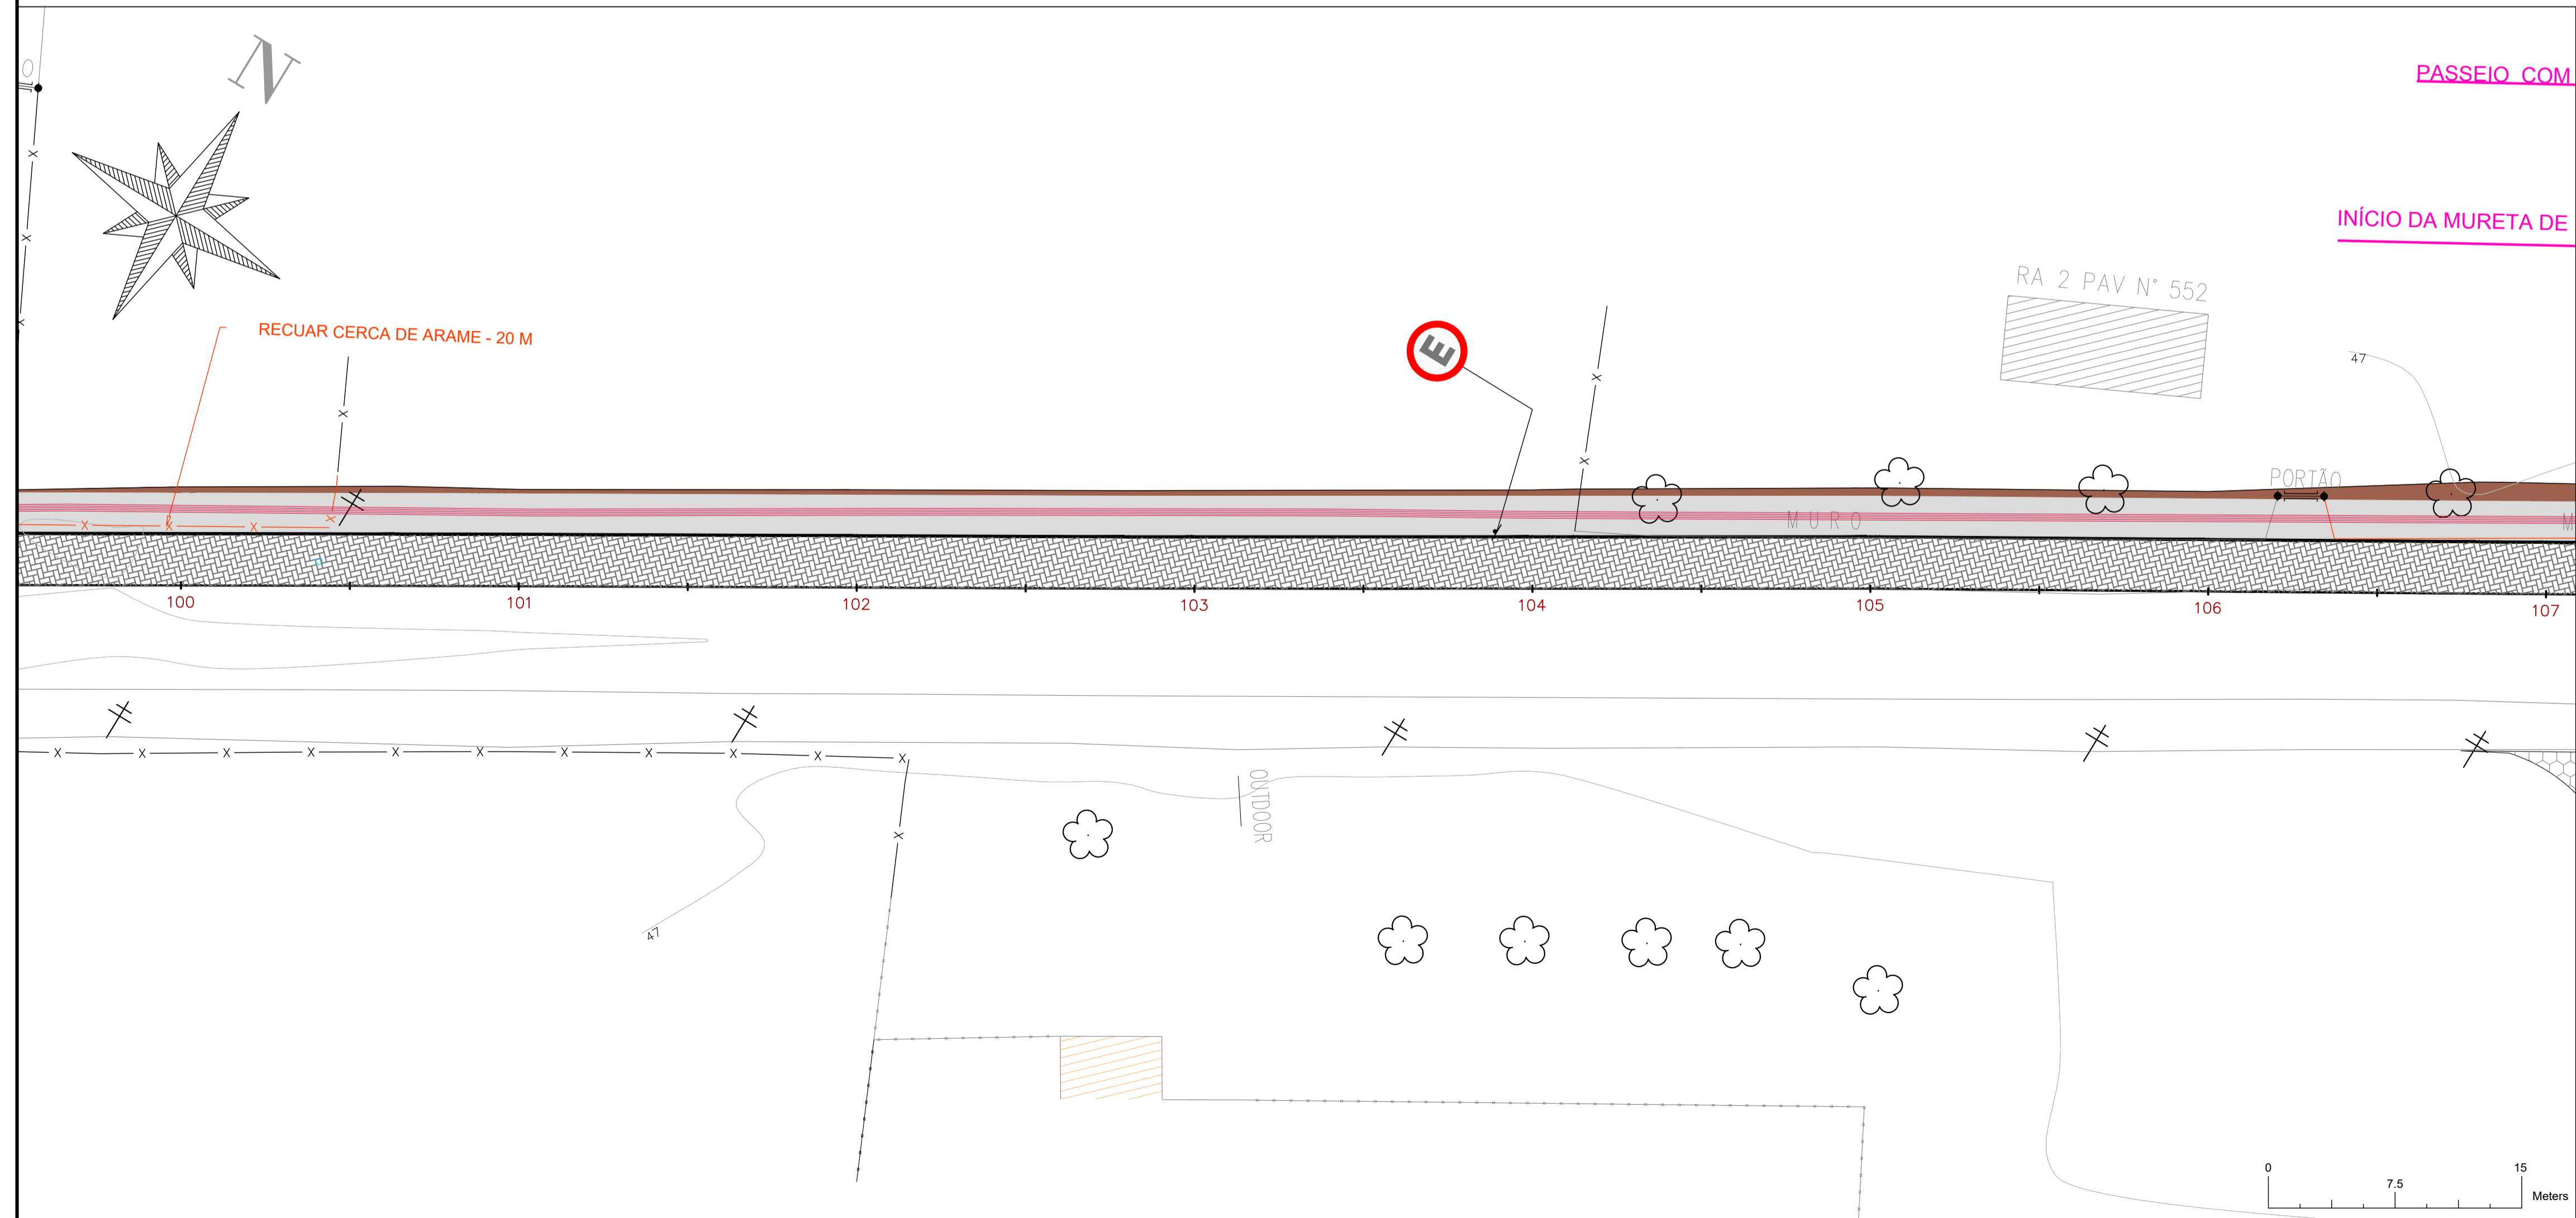 N
PASSEIO COM
INÍCIO DA MURETA DE
RA 2 PAV N° 552
RECUAR CERCA DE ARAME - 20 M
E
47
PORTÃO
MURO
M
100
101
102
103
104
105
106
107
OUTDOOR
47
0
7.5
15
Meters